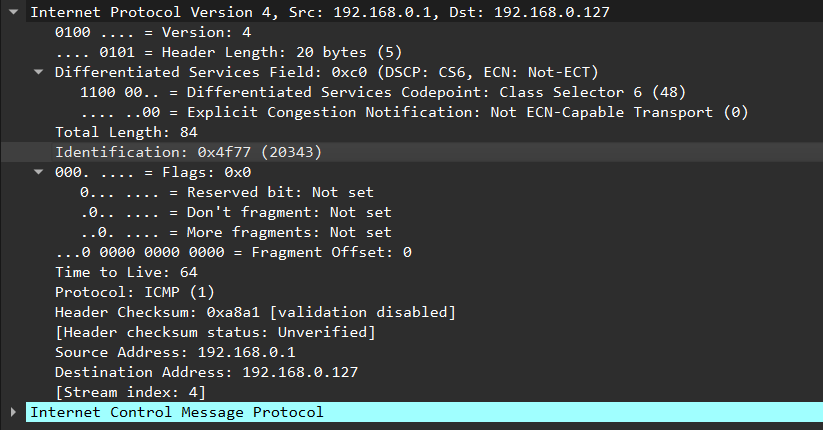 Internet Protocol Version 4, Src: 192.168.0.1, Dst: 192.168.0.127
0100 .... = Version: 4
.... 0101 = Header Length: 20 bytes (5)
Differentiated Services Field: 0xc0 (DSCP: CS6, ECN: Not-ECT)
1100 00.. = Differentiated Services Codepoint: Class Selector 6 (48)
.... ..00 = Explicit Congestion Notification: Not ECN-Capable Transport (0)
Total Length: 84
Identification: 0x4f77 (20343)
000. .... = Flags: 0x0
0... .... = Reserved bit: Not set
.0.. .... = Don't fragment: Not set
..0. .... = More fragments: Not set
...0 0000 0000 0000 = Fragment Offset: 0
Time to Live: 64
Protocol: ICMP (1)
Header Checksum: 0xa8a1 [validation disabled]
[Header checksum status: Unverified]
Source Address: 192.168.0.1
Destination Address: 192.168.0.127
[Stream index: 4]
Internet Control Message Protocol